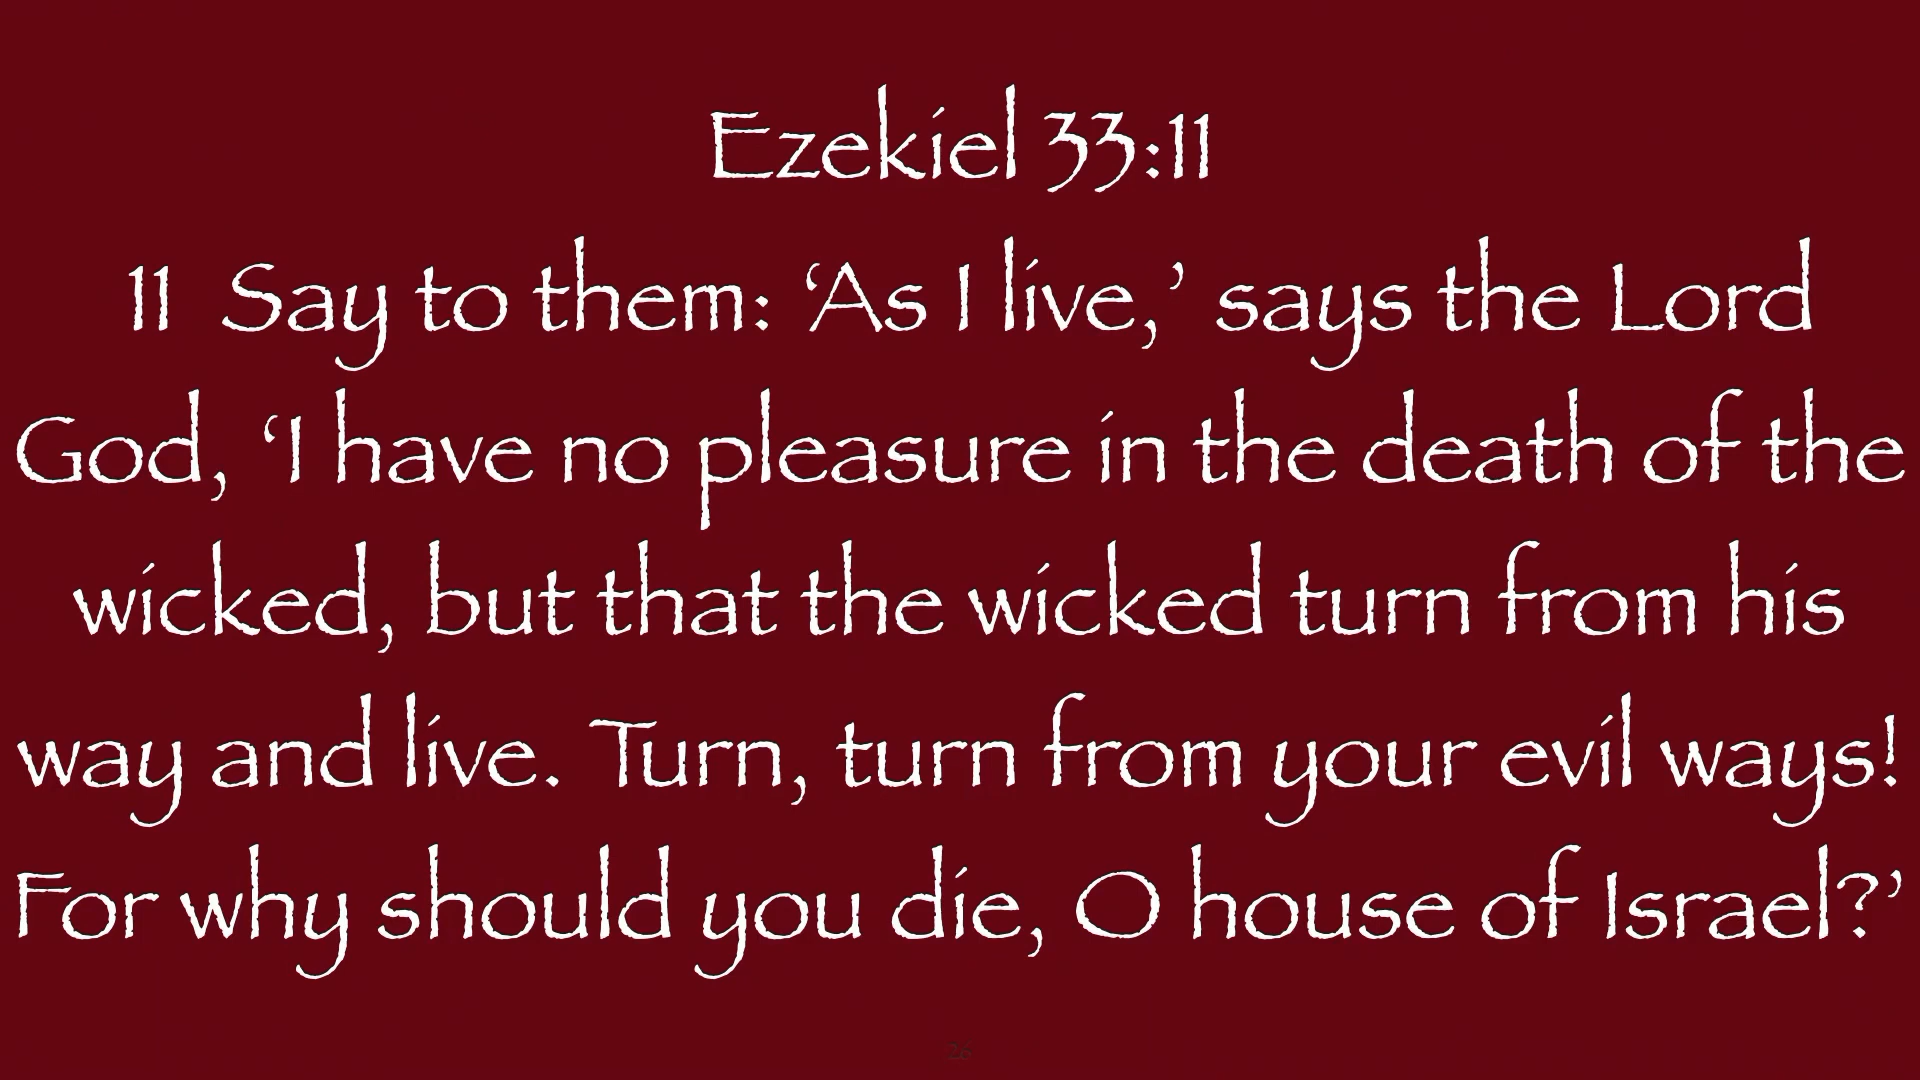 Ezekiel 33:11
11  Say to them: ‘As I live,’ says the Lord
God, ‘I have no pleasure in the death of the
wicked, but that the wicked turn from his
way and live. Turn, turn from your evil ways!
For why should you die, O house of Israel?’
26